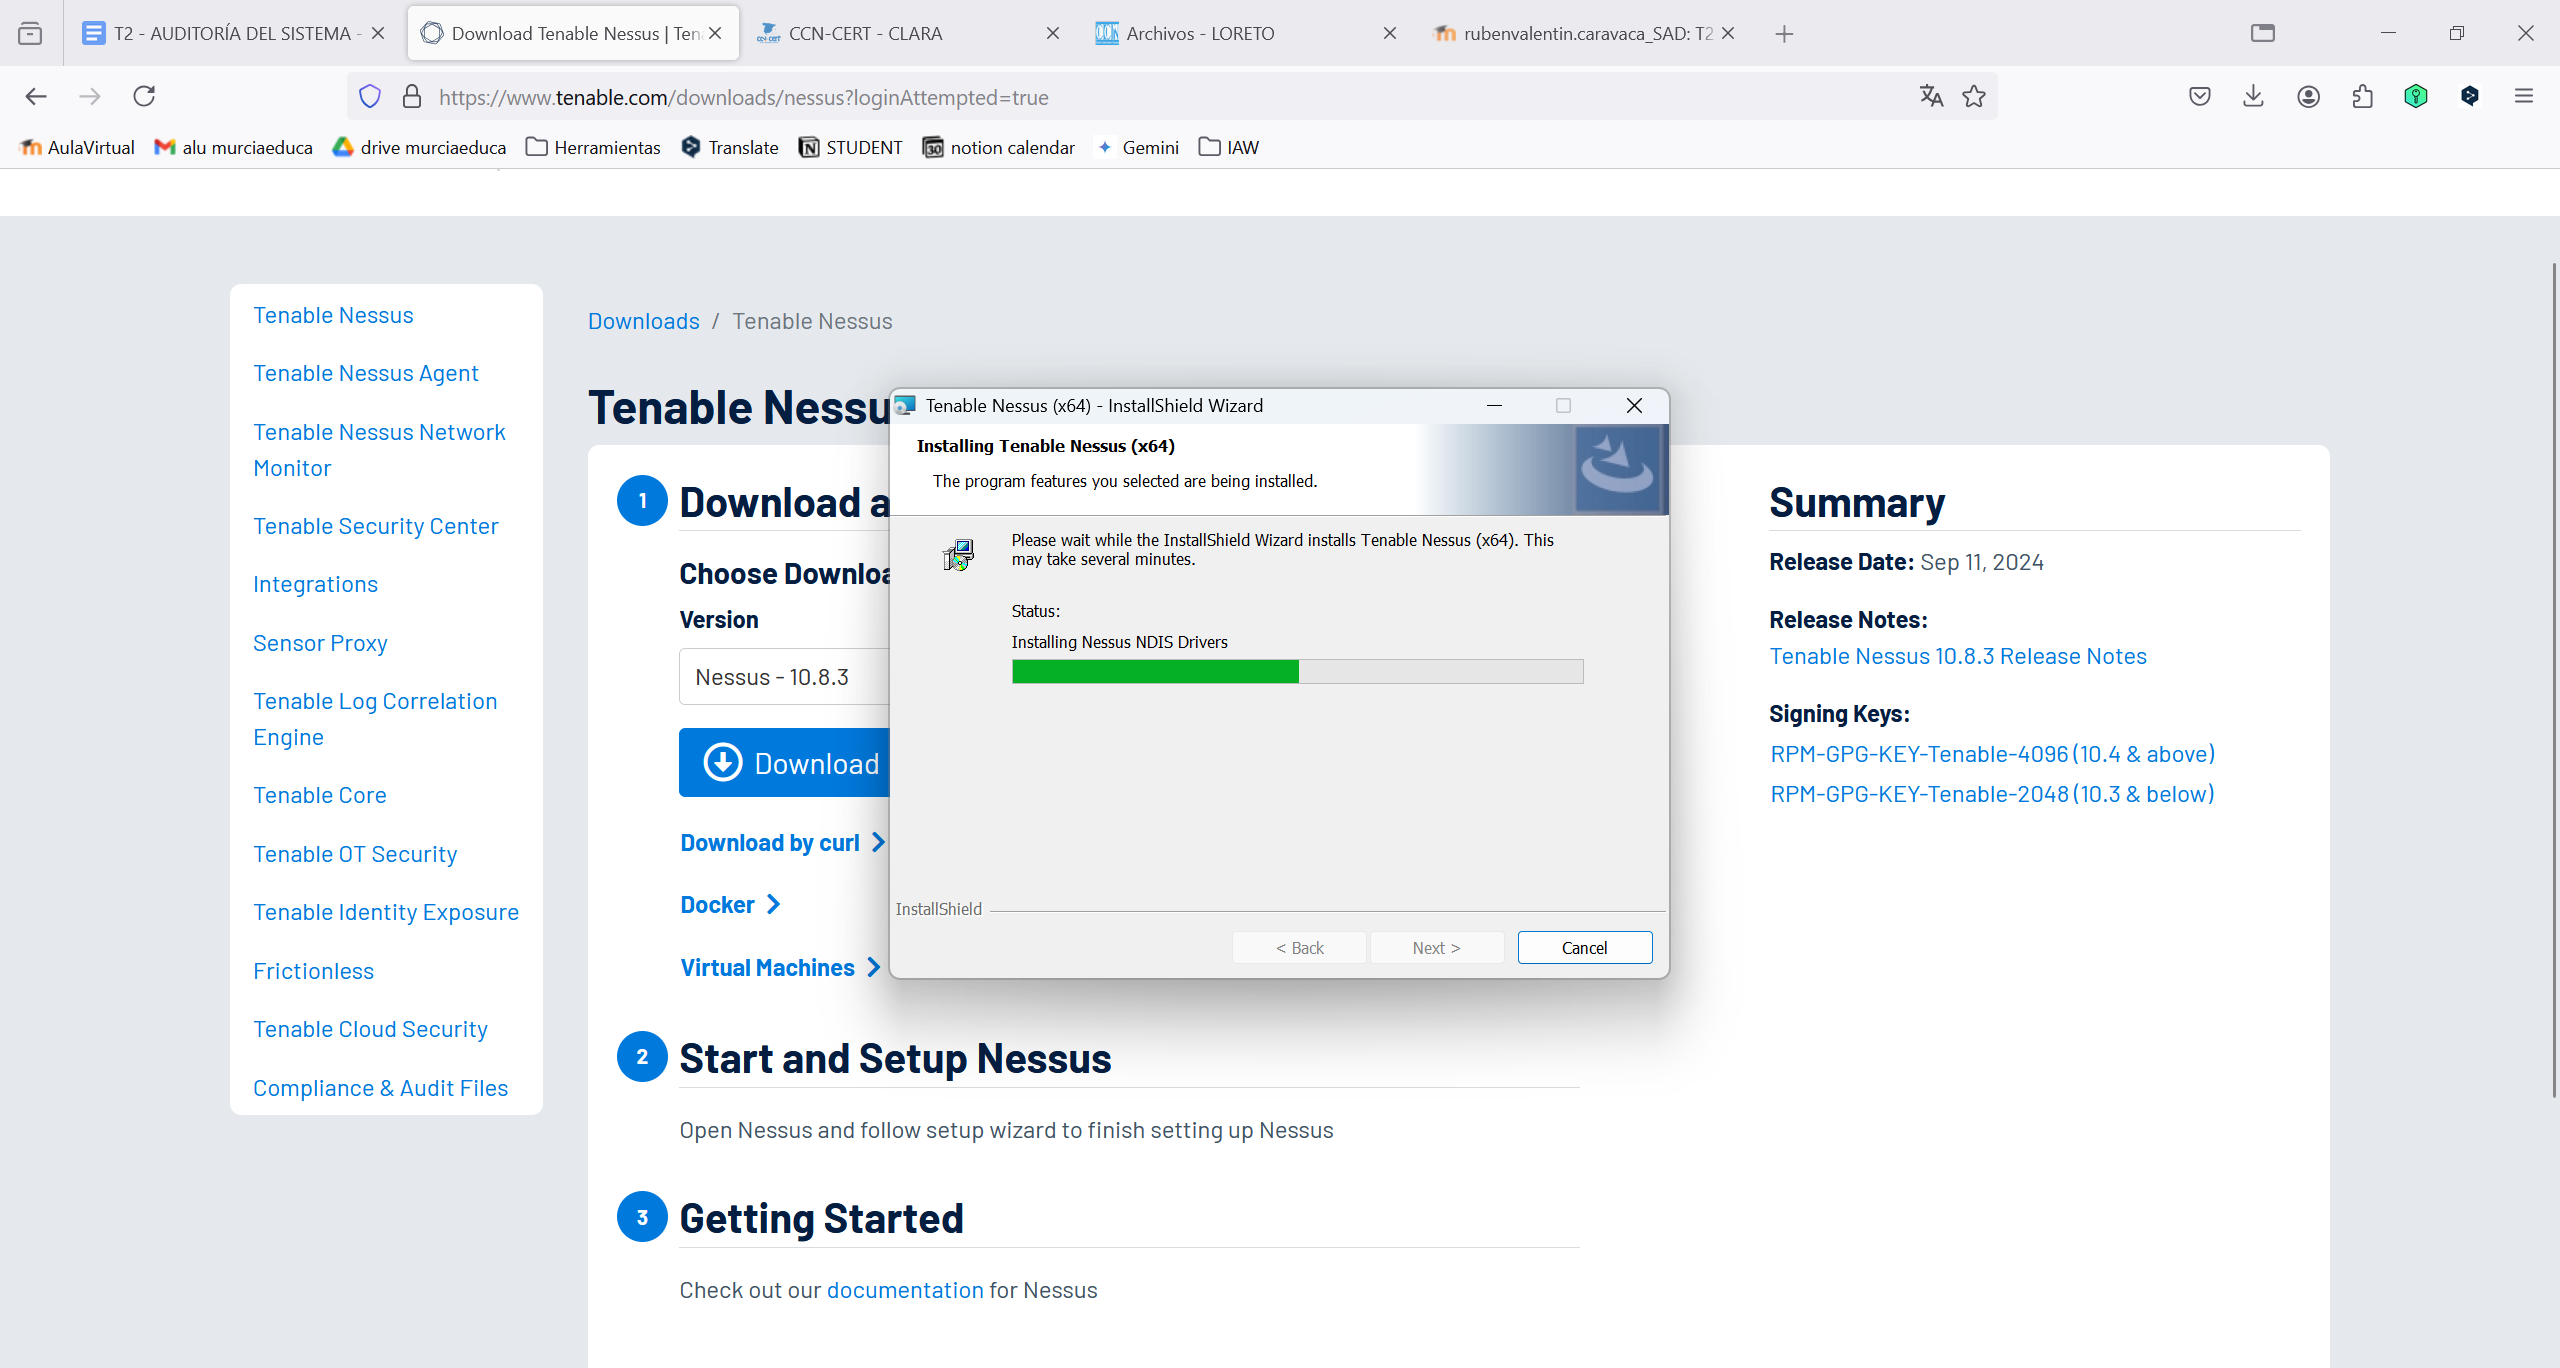 T2 - AUDITORÍA DEL SISTEMA -
Download Tenable Nessus | Ten
CCN-CERT - CLARA
Archivos - LORETO
rubenvalentin.caravaca_SAD: T2
https://www.tenable.com/downloads/nessus?loginAttempted=true
AulaVirtual
alu murciaeduca
drive murciaeduca
Herramientas
Translate
STUDENT
notion calendar
Gemini
IAW
Tenable Nessus
Tenable Nessus Agent
Tenable Nessus Network
Monitor
Tenable Security Center
Integrations
Sensor Proxy
Tenable Log Correlation
Engine
Tenable Core
Tenable OT Security
Tenable Identity Exposure
Frictionless
Tenable Cloud Security
Compliance & Audit Files
Downloads / Tenable Nessus
Tenable Nessu
1 Download a
Choose Downloa
Version
Nessus - 10.8.3
Download
Download by curl
Docker
Virtual Machines
Tenable Nessus (x64) - InstallShield Wizard
Installing Tenable Nessus (x64)
The program features you selected are being installed.
Please wait while the InstallShield Wizard installs Tenable Nessus (x64). This
may take several minutes.
Status:
Installing Nessus NDIS Drivers
InstallShield
< Back
Next >
Cancel
2 Start and Setup Nessus
Open Nessus and follow setup wizard to finish setting up Nessus
3 Getting Started
Check out our documentation for Nessus
Summary
Release Date: Sep 11, 2024
Release Notes:
Tenable Nessus 10.8.3 Release Notes
Signing Keys:
RPM-GPG-KEY-Tenable-4096 (10.4 & above)
RPM-GPG-KEY-Tenable-2048 (10.3 & below)